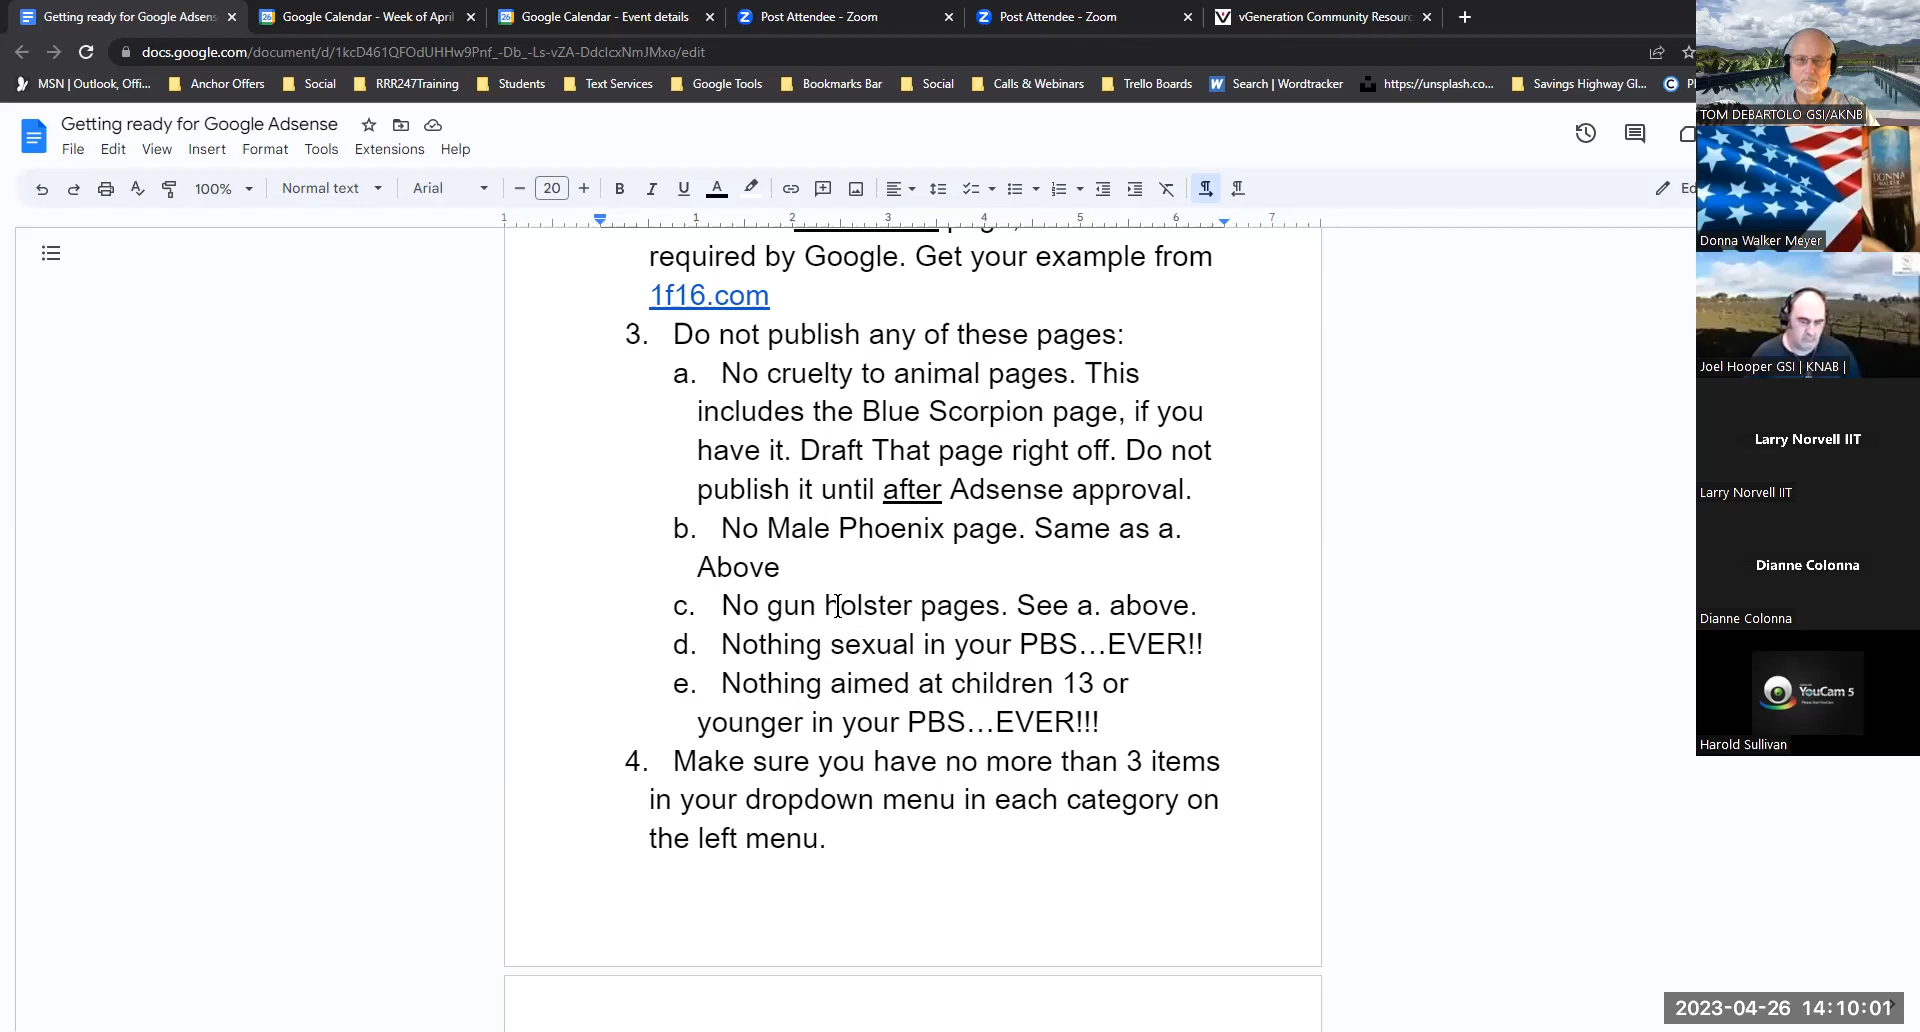 Getting ready for Google Adsens
Google Calendar - Week of April
Google Calendar - Event details
Post Attendee - Zoom
Post Attendee - Zoom
vGeneration Community Resourc
docs.google.com/document/d/1kcD461QFOdUHHw9Pnf_-Db_-Ls-vZA-DdclcxNmJMxo/edit
MSN | Outlook, Offi...
Anchor Offers
Social
RRR247Training
Students
Text Services
Google Tools
Bookmarks Bar
Social
Calls & Webinars
Trello Boards
Search | Wordtracker
https://unsplash.co...
Savings Highway Gl...
Getting ready for Google Adsense
File Edit View Insert Format Tools Extensions Help
100% Normal text Arial 20 B I U A
1 1 2 3 4 5 6 7
required by Google. Get your example from
1f16.com
3. Do not publish any of these pages:
a. No cruelty to animal pages. This
includes the Blue Scorpion page, if you
have it. Draft That page right off. Do not
publish it until after Adsense approval.
b. No Male Phoenix page. Same as a.
Above
c. No gun holster pages. See a. above.
d. Nothing sexual in your PBS...EVER!!
e. Nothing aimed at children 13 or
younger in your PBS...EVER!!!
4. Make sure you have no more than 3 items
in your dropdown menu in each category on
the left menu.
TOM DEBARTOLO GSI/AKNB
DONNA
Donna Walker Meyer
Joel Hooper GSI | KNAB |
Larry Norvell IIT
Larry Norvell IIT
Dianne Colonna
Dianne Colonna
YouCam 5
Harold Sullivan
2023-04-26 14:10:01